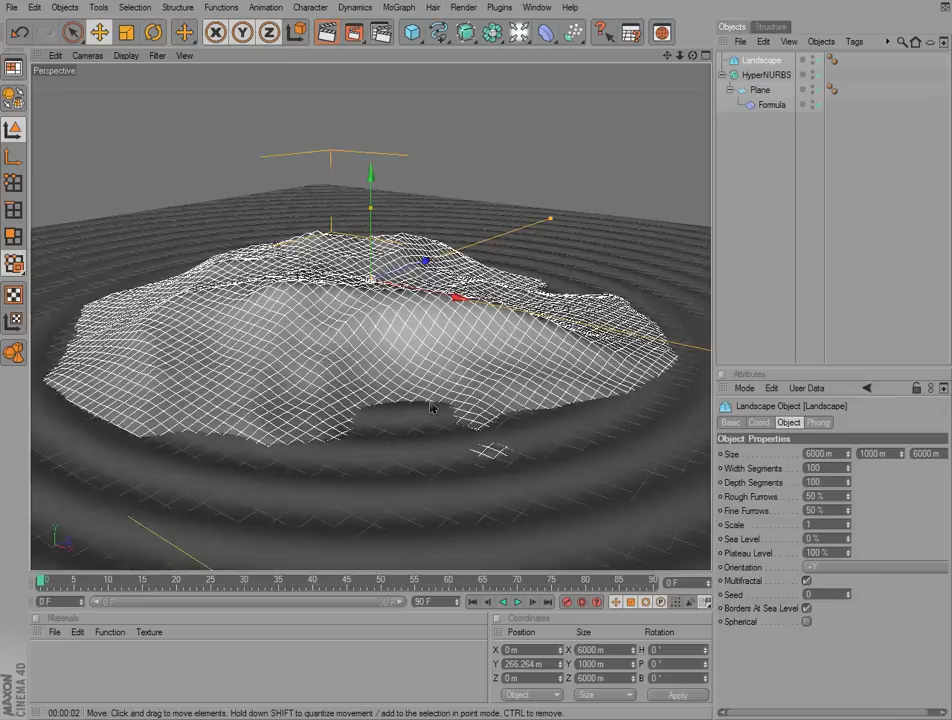 File Edit Objects Tools Selection Structure Functions Animation Character Dynamics MoGraph Hair Render Plugins Window Help
Objects Structure
File Edit View Objects Tags
Edit Cameras Display Filter View
Perspective
Landscape
HyperNURBS
Plane
Formula
Attributes
Mode Edit User Data
Landscape Object [Landscape]
Basic Coord Object Phong
Object Properties
Size 6000 m 1000 m 6000 m
Width Segments 100
Depth Segments 100
Rough Furrows 50 %
Fine Furrows 50 %
Scale 1
Sea Level 0 %
Plateau Level 100 %
Orientation +Y
Multifractal
Seed 0
Borders At Sea Level
Spherical
Y
X
0 5 10 15 20 25 30 35 40 45 50 55 60 65 70 75 80 85 90 0 F
0 F 90 F
Materials
File Edit Function Texture
Coordinates
Position Size Rotation
X 0 m X 6000 m H 0 °
Y 266.264 m Y 1000 m P 0 °
Z 0 m Z 6000 m B 0 °
Object Size Apply
MAXON
CINEMA 4D
00:00:02 Move: Click and drag to move elements. Hold down SHIFT to quantize movement / add to the selection in point mode, CTRL to remove.